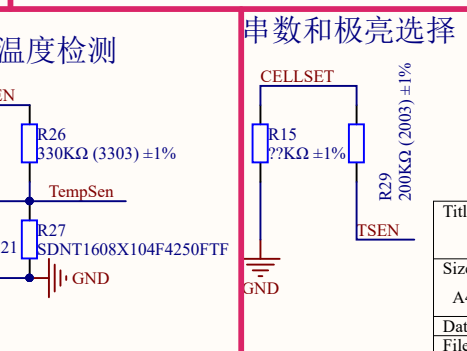 温度检测
EN
R26
330KΩ (3303) ±1%
TempSen
R27
21
SDNT1608X104F4250FTF
GND
串数和极亮选择
CELLSET
R15
??KΩ ±1%
R29
200KΩ (2003) ±1%
TSEN
GND
Titl
Size
A4
Dat
File